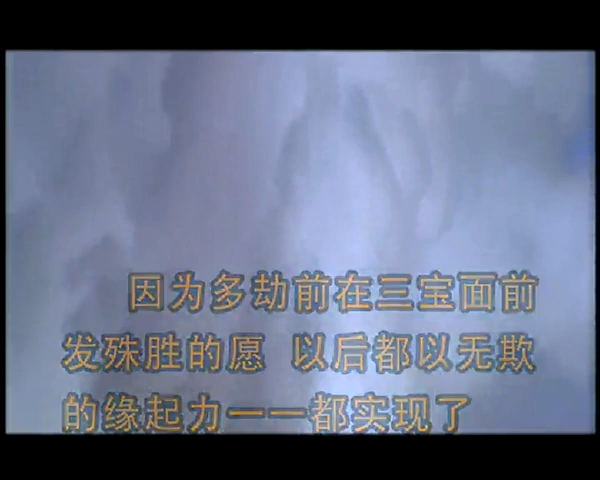 因为多劫前在三宝面前
发殊胜的愿 以后都以无欺
的缘起力一一都实现了